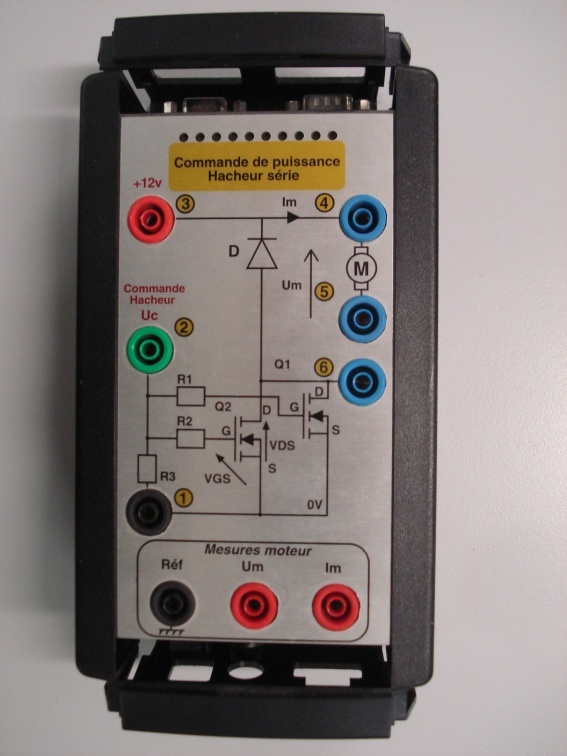 Commande de puissance
Hacheur série
+12v
3
Im
4
D
M
Um
5
Commande
Hacheur
Uc
2
Q1
6
R1
D
Q2
D
G
R2
G
S
VDS
R3
VGS
S
1
0V
Mesures moteur
Réf
Um
Im